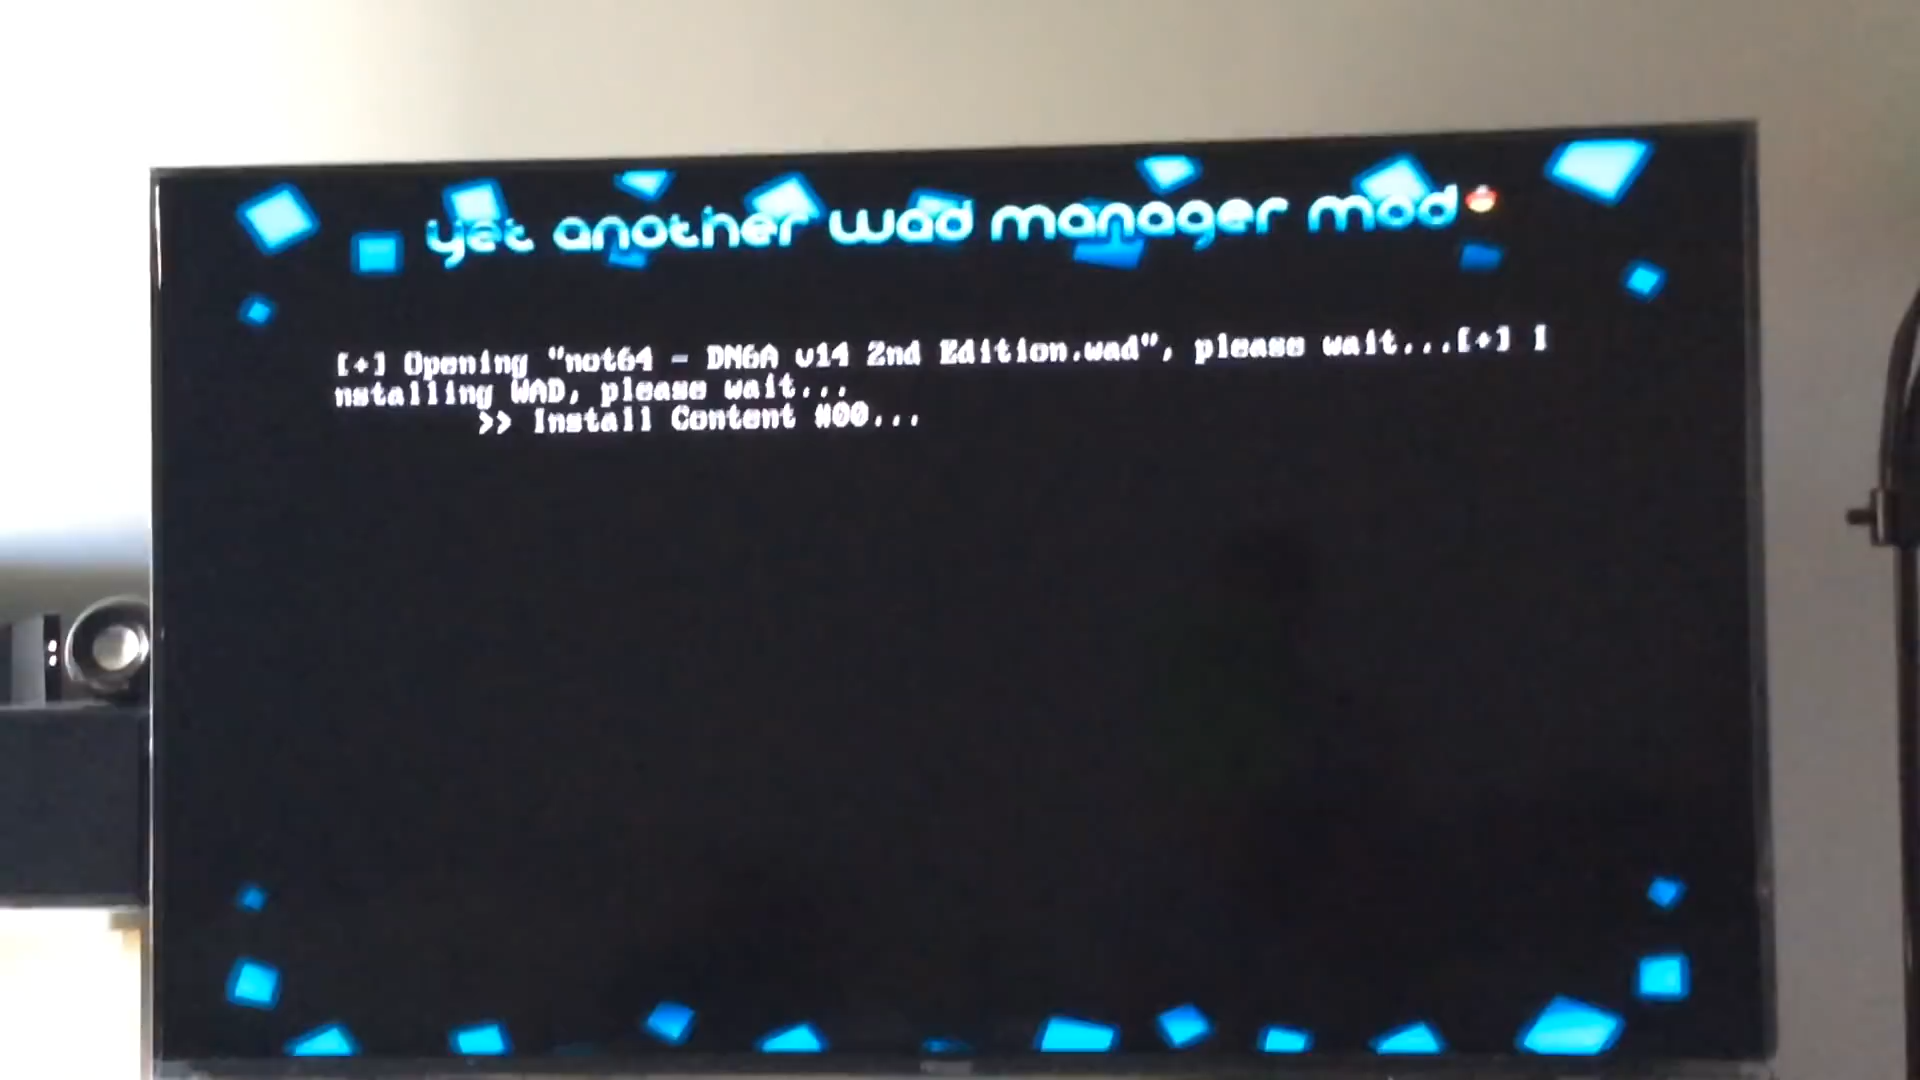 yet another wad manager mod
[+] Opening "not64 - DN6A v14 2nd Edition.wad", please wait...[+] I
nstalling WAD, please wait...
>> Install Content #00...